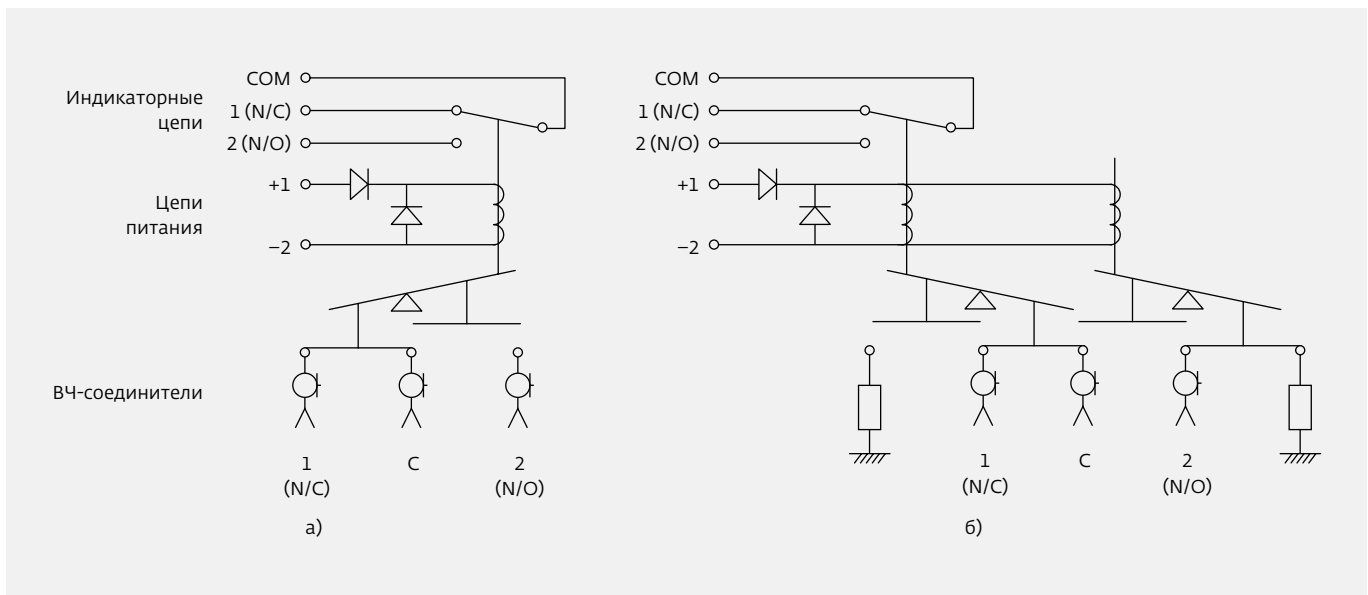 Индикаторные
цепи
COM
1 (N/C)
2 (N/O)
Цепи
питания
+1
−2
ВЧ-соединители
1
(N/C)
C
2
(N/O)
а)
COM
1 (N/C)
2 (N/O)
+1
−2
1
(N/C)
C
2
(N/O)
б)